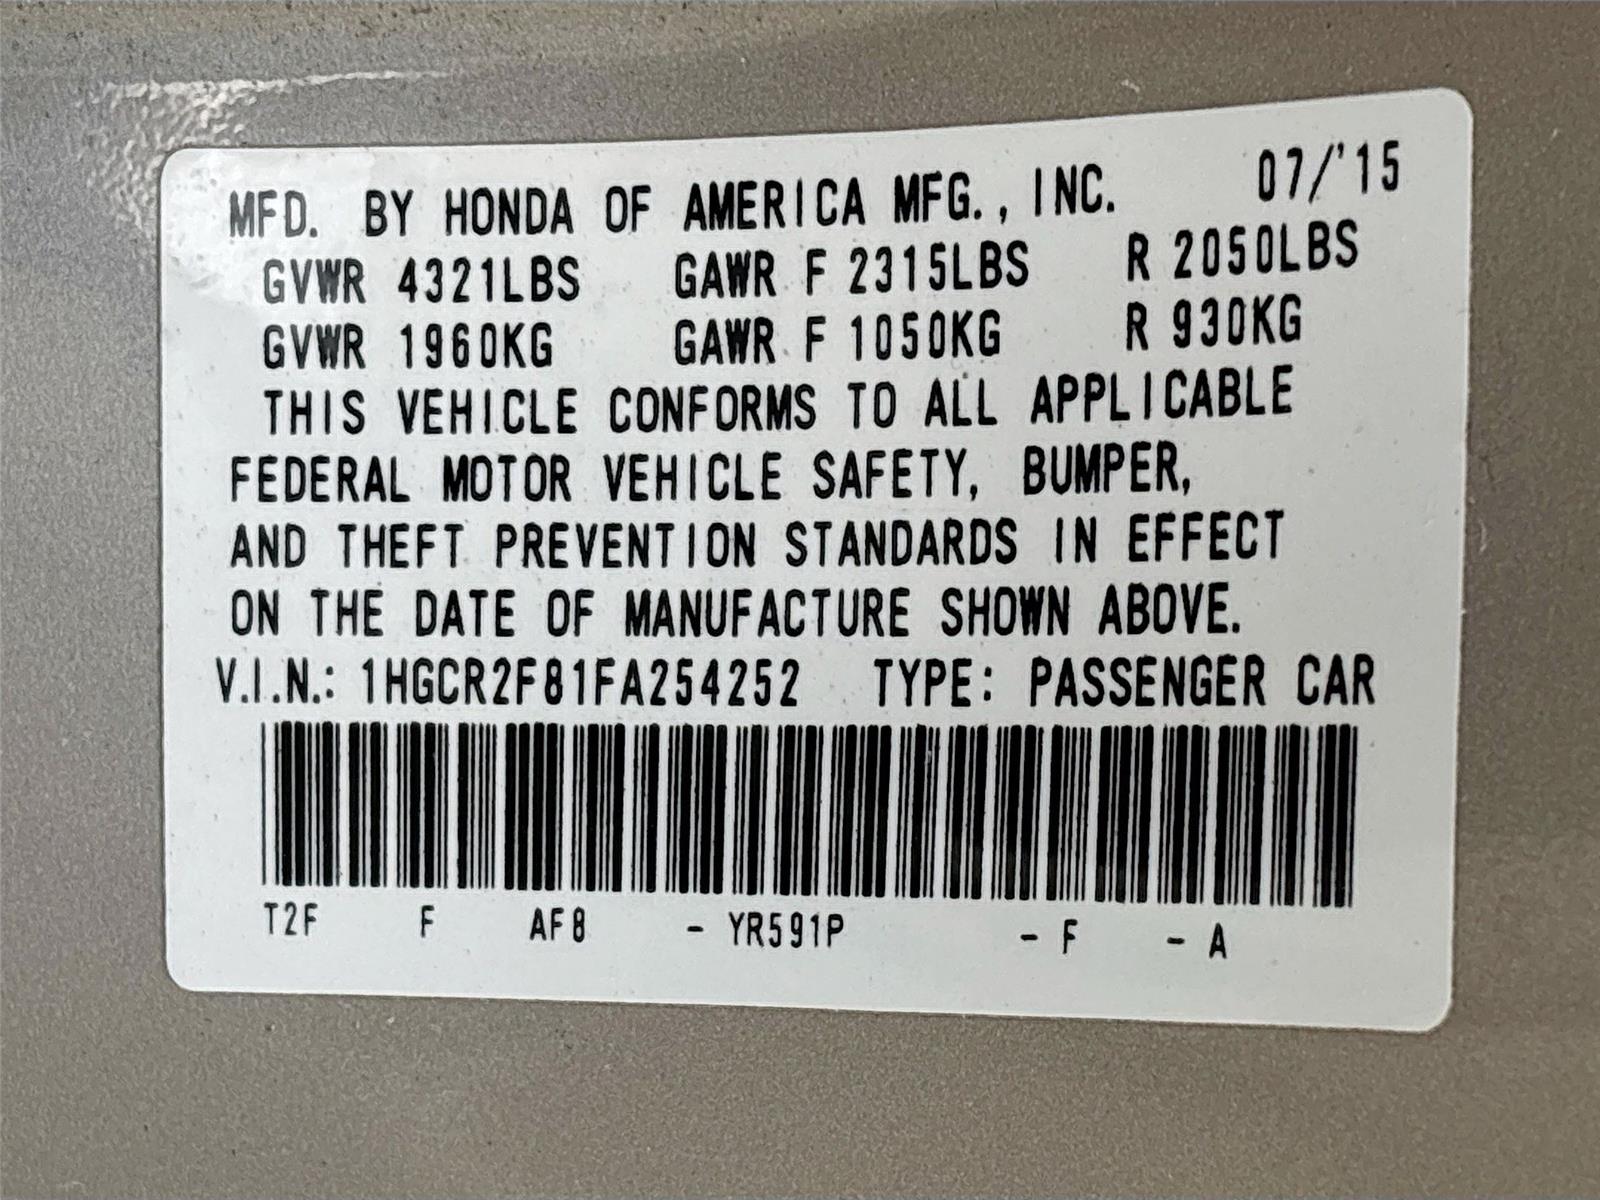 MFD. BY HONDA OF AMERICA MFG., INC. 07/'15
GVWR 4321LBS GAWR F 2315LBS R 2050LBS
GVWR 1960KG GAWR F 1050KG R 930KG
THIS VEHICLE CONFORMS TO ALL APPLICABLE
FEDERAL MOTOR VEHICLE SAFETY, BUMPER,
AND THEFT PREVENTION STANDARDS IN EFFECT
ON THE DATE OF MANUFACTURE SHOWN ABOVE.
V.I.N.: 1HGCR2F81FA254252 TYPE: PASSENGER CAR
T2F F AF8 - YR591P - F - A